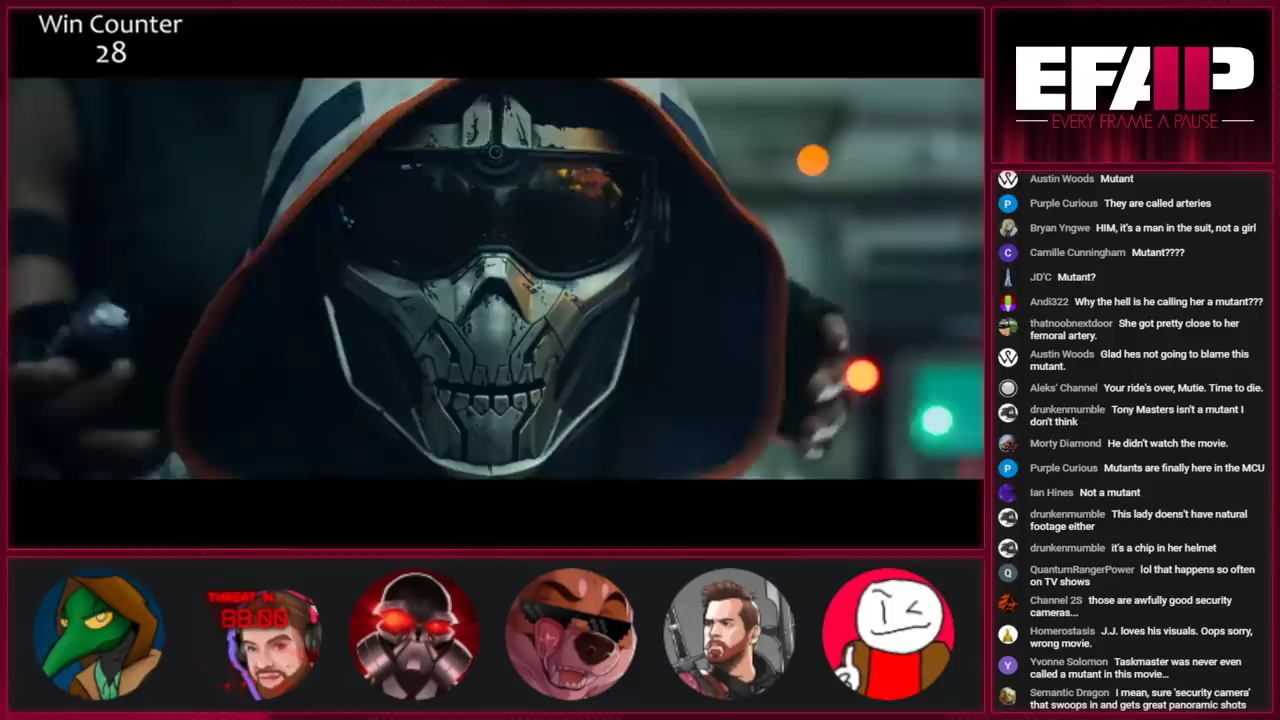 Win Counter
28
EFAP
EVERY FRAME A PAUSE
Austin Woods Mutant
Purple Curious They are called arteries
Bryan Yngwe HIM, it's a man in the suit, not a girl
Camille Cunningham Mutant????
JD'C Mutant?
Andi322 Why the hell is he calling her a mutant???
thatnoobnextdoor She got pretty close to her
femoral artery.
Austin Woods Glad hes not going to blame this
mutant.
Aleks' Channel Your ride's over, Mutie. Time to die.
drunkenmumble Tony Masters isn't a mutant I
don't think
Morty Diamond He didn't watch the movie.
Purple Curious Mutants are finally here in the MCU
Ian Hines Not a mutant
drunkenmumble This lady doens't have natural
footage either
drunkenmumble it's a chip in her helmet
QuantumRangerPower lol that happens so often
on TV shows
Channel 2S those are awfully good security
cameras...
Homerostasis J.J. loves his visuals. Oops sorry,
wrong movie.
Yvonne Solomon Taskmaster was never even
called a mutant in this movie...
Semantic Dragon I mean, sure 'security camera'
that swoops in and gets great panoramic shots